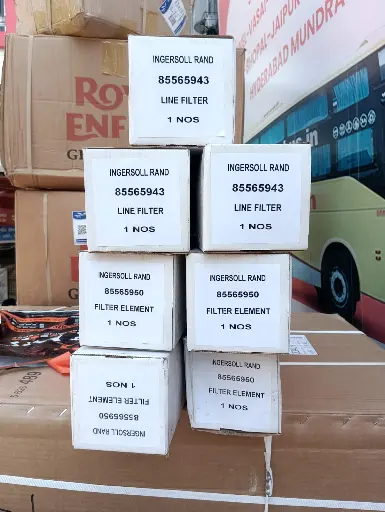 INGERSOLL RAND
85565943
LINE FILTER
1 NOS
INGERSOLL RAND
85565943
LINE FILTER
1 NOS
INGERSOLL RAND
85565943
LINE FILTER
1 NOS
INGERSOLL RAND
85565950
FILTER ELEMENT
1 NOS
INGERSOLL RAND
85565950
FILTER ELEMENT
1 NOS
INGERSOLL RAND
85565950
FILTER ELEMENT
1 NOS
INGERSOLL RAND
85565950
FILTER ELEMENT
1 NOS
ROY
ENF
BHOPAL-JAIPUR
HYDERABAD MUNDRA